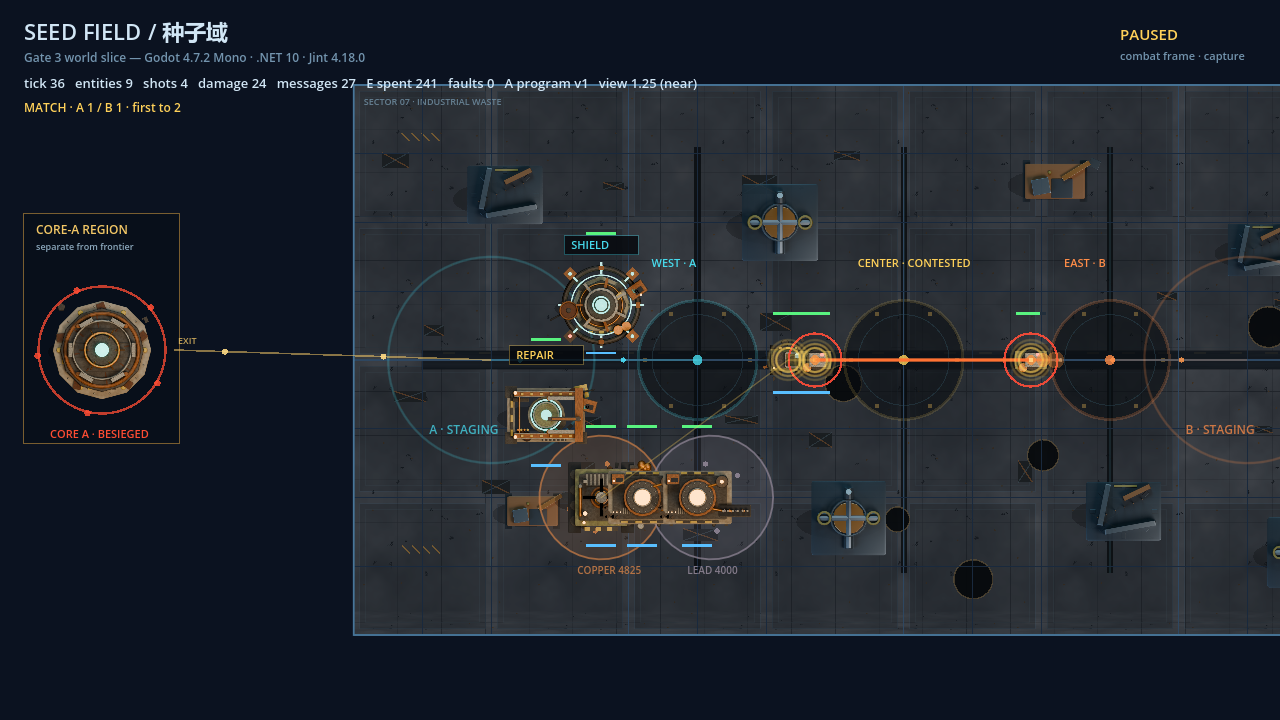 SEED FIELD / 种子域
Gate 3 world slice — Godot 4.7.2 Mono · .NET 10 · Jint 4.18.0
tick 36 entities 9 shots 4 damage 24 messages 27 E spent 241 faults 0 A program v1 view 1.25 (near)
MATCH · A 1 / B 1 · first to 2
PAUSED
combat frame · capture
SECTOR 07 · INDUSTRIAL WASTE
CORE-A REGION
separate from frontier
EXIT
CORE A · BESIEGED
SHIELD
WEST · A
CENTER · CONTESTED
EAST · B
REPAIR
A · STAGING
B · STAGING
COPPER 4825
LEAD 4000